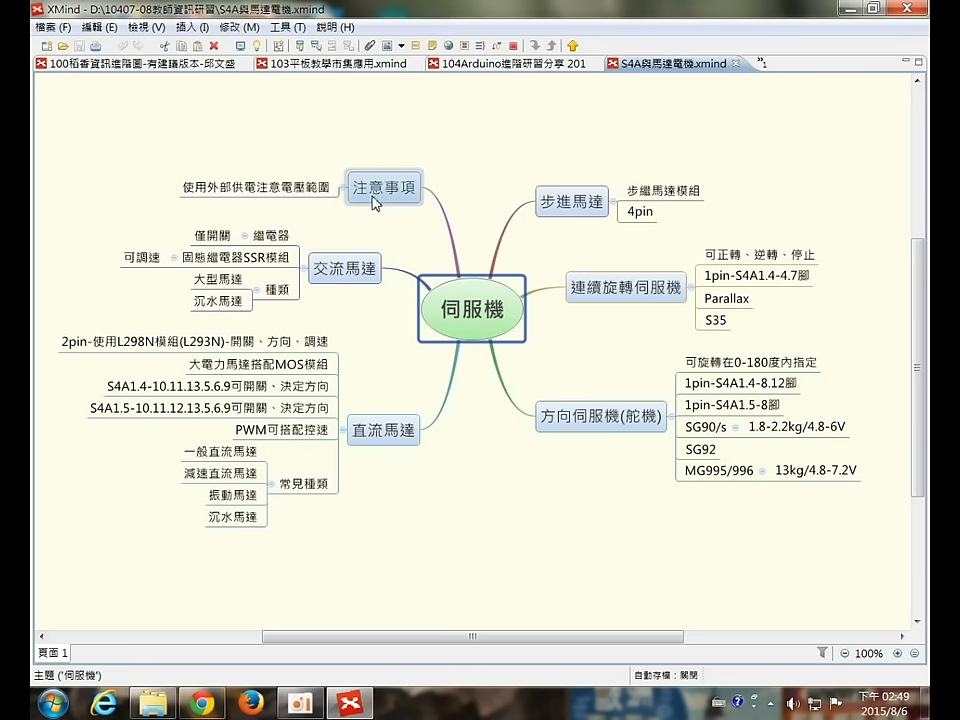 XMind - D:\10407-08教師資訊研習\S4A與馬達電機.xmind
檔案 (F) 編輯 (E) 檢視 (V) 插入 (I) 修改 (M) 工具 (T) 說明 (H)
100稻香資訊進階圖-有建議版本-邱文盛 103平板教學市集應用.xmind 104Arduino進階研習分享 201 S4A與馬達電機.xmind »1
使用外部供電注意電壓範圍
注意事項
僅開關 繼電器
可調速 固態繼電器SSR模組
大型馬達
沉水馬達
種類
交流馬達
2pin-使用L298N模組(L293N)-開關、方向、調速
大電力馬達搭配MOS模組
S4A1.4-10.11.13.5.6.9可開關、決定方向
S4A1.5-10.11.12.13.5.6.9可開關、決定方向
PWM可搭配控速
一般直流馬達
減速直流馬達
振動馬達
沉水馬達
常見種類
直流馬達
伺服機
步進馬達
步繼馬達模組
4pin
連續旋轉伺服機
可正轉、逆轉、停止
1pin-S4A1.4-4.7腳
Parallax
S35
方向伺服機(舵機)
可旋轉在0-180度內指定
1pin-S4A1.4-8.12腳
1pin-S4A1.5-8腳
SG90/s 1.8-2.2kg/4.8-6V
SG92
MG995/996 13kg/4.8-7.2V
頁面 1
100%
主題 ('伺服機')
自動存檔：關閉
下午 02:49
2015/8/6